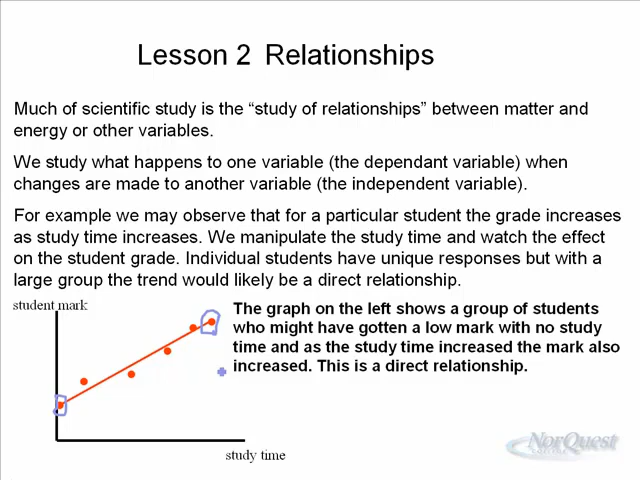 Lesson 2 Relationships
Much of scientific study is the “study of relationships” between matter and
energy or other variables.
We study what happens to one variable (the dependant variable) when
changes are made to another variable (the independent variable).
For example we may observe that for a particular student the grade increases
as study time increases. We manipulate the study time and watch the effect
on the student grade. Individual students have unique responses but with a
large group the trend would likely be a direct relationship.
student mark
The graph on the left shows a group of students
who might have gotten a low mark with no study
time and as the study time increased the mark also
increased. This is a direct relationship.
study time
NorQuest
COLLEGE